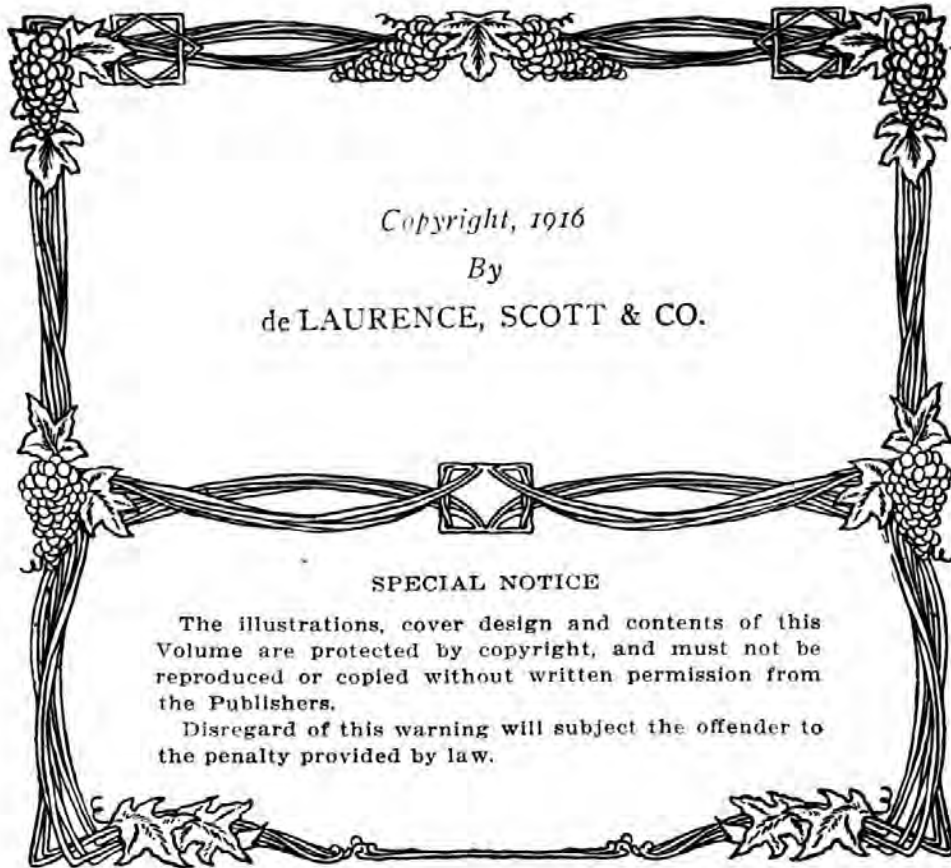 Copyright, 1916
By
de LAURENCE, SCOTT & CO.
SPECIAL NOTICE
The illustrations, cover design and contents of this
Volume are protected by copyright, and must not be
reproduced or copied without written permission from
the Publishers.
Disregard of this warning will subject the offender to
the penalty provided by law.